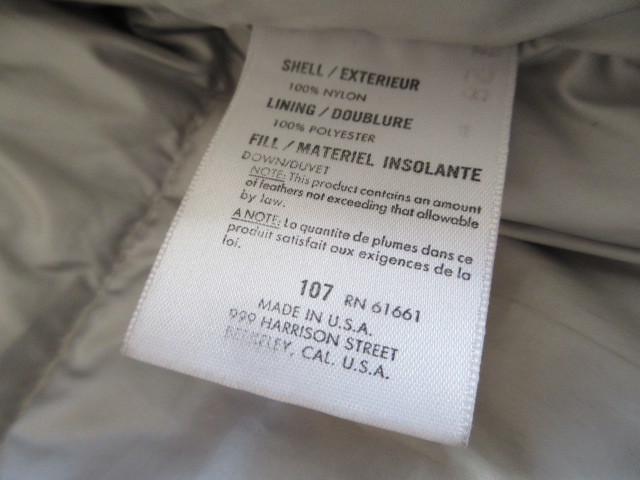 SHELL / EXTERIEUR
100% NYLON
LINING / DOUBLURE
100% POLYESTER
FILL / MATERIEL INSOLANTE
DOWN/DUVET
NOTE: This product contains an amount
of feathers not exceeding that allowable
by law.
A NOTE: La quantite de plumes dans ce
produit satisfait aux exigences de la
loi.
107 RN 61661
MADE IN U.S.A.
999 HARRISON STREET
BERKELEY, CAL. U.S.A.